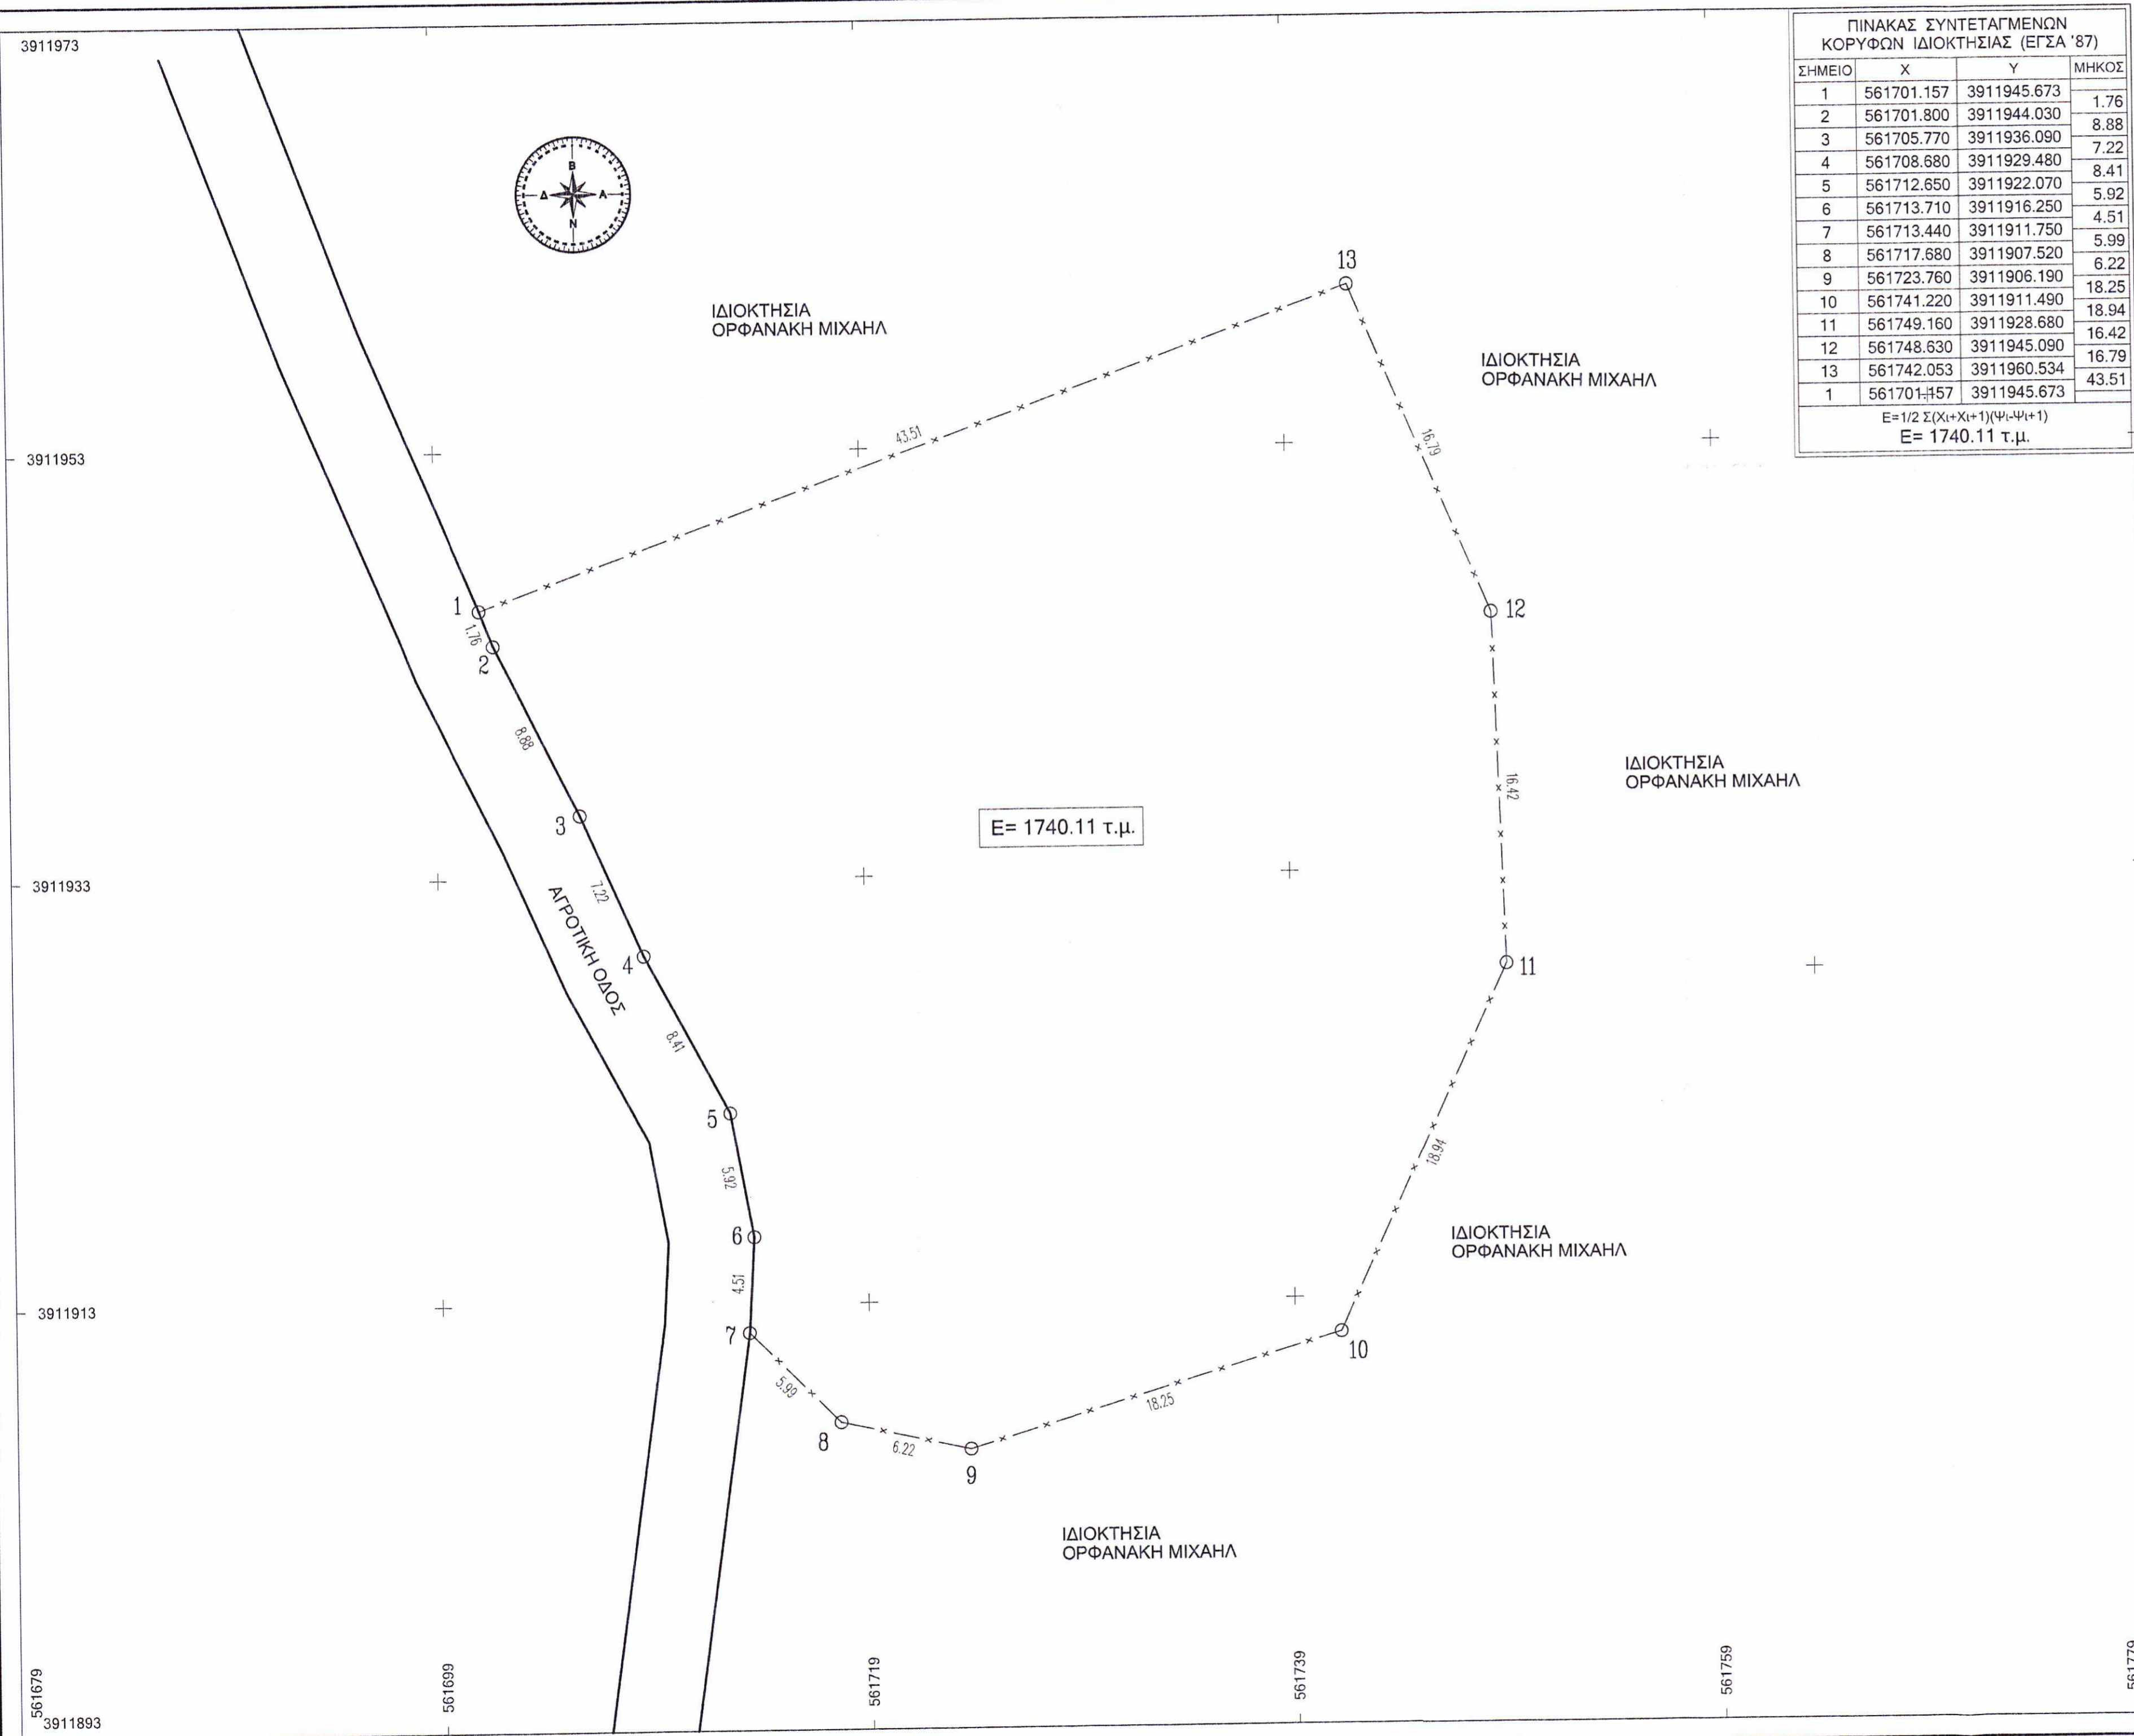 3911973
ΠΙΝΑΚΑΣ ΣΥΝΤΕΤΑΓΜΕΝΩΝ
ΚΟΡΥΦΩΝ ΙΔΙΟΚΤΗΣΙΑΣ (ΕΓΣΑ '87)
ΣΗΜΕΙΟ X Y ΜΗΚΟΣ
1 561701.157 3911945.673
1.76
2 561701.800 3911944.030
8.88
3 561705.770 3911936.090
7.22
4 561708.680 3911929.480
8.41
5 561712.650 3911922.070
5.92
6 561713.710 3911916.250
4.51
7 561713.440 3911911.750
5.99
8 561717.680 3911907.520
6.22
9 561723.760 3911906.190
18.25
10 561741.220 3911911.490
18.94
11 561749.160 3911928.680
16.42
12 561748.630 3911945.090
16.79
13 561742.053 3911960.534
43.51
1 561701.157 3911945.673
Ε=1/2 Σ(Χι+Χι+1)(Ψι-Ψι+1)
Ε= 1740.11 τ.μ.
Β
Δ Α
Ν
13
ΙΔΙΟΚΤΗΣΙΑ
ΟΡΦΑΝΑΚΗ ΜΙΧΑΗΛ
ΙΔΙΟΚΤΗΣΙΑ
ΟΡΦΑΝΑΚΗ ΜΙΧΑΗΛ
43.51
16.79
3911953
1
12
1.76
2
8.88
16.42
ΙΔΙΟΚΤΗΣΙΑ
ΟΡΦΑΝΑΚΗ ΜΙΧΑΗΛ
3
Ε= 1740.11 τ.μ.
3911933
7.22
ΑΓΡΟΤΙΚΗ ΟΔΟΣ
4
11
8.41
5
18.94
5.92
6
ΙΔΙΟΚΤΗΣΙΑ
ΟΡΦΑΝΑΚΗ ΜΙΧΑΗΛ
4.51
3911913
7
10
5.99
18.25
8
6.22
9
ΙΔΙΟΚΤΗΣΙΑ
ΟΡΦΑΝΑΚΗ ΜΙΧΑΗΛ
561679
561699
561719
561739
561759
561779
3911893